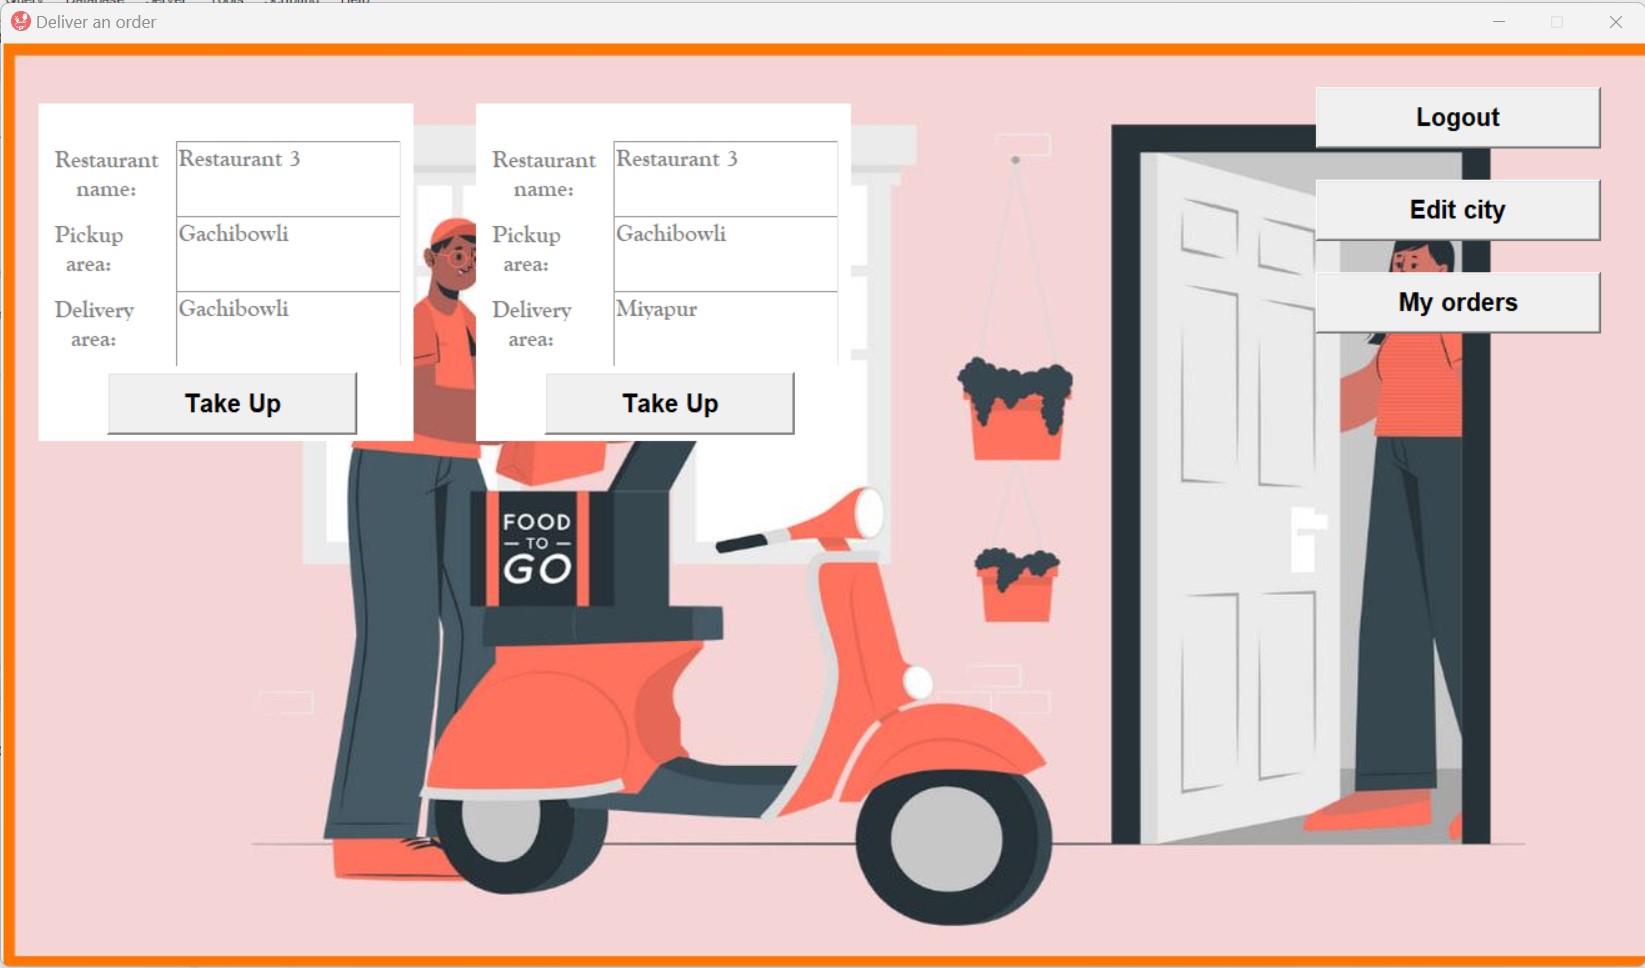 Deliver an order
Restaurant name:
Restaurant 3
Pickup area:
Gachibowli
Delivery area:
Gachibowli
Take Up
Restaurant name:
Restaurant 3
Pickup area:
Gachibowli
Delivery area:
Miyapur
Take Up
Logout
Edit city
My orders
FOOD
TO
GO